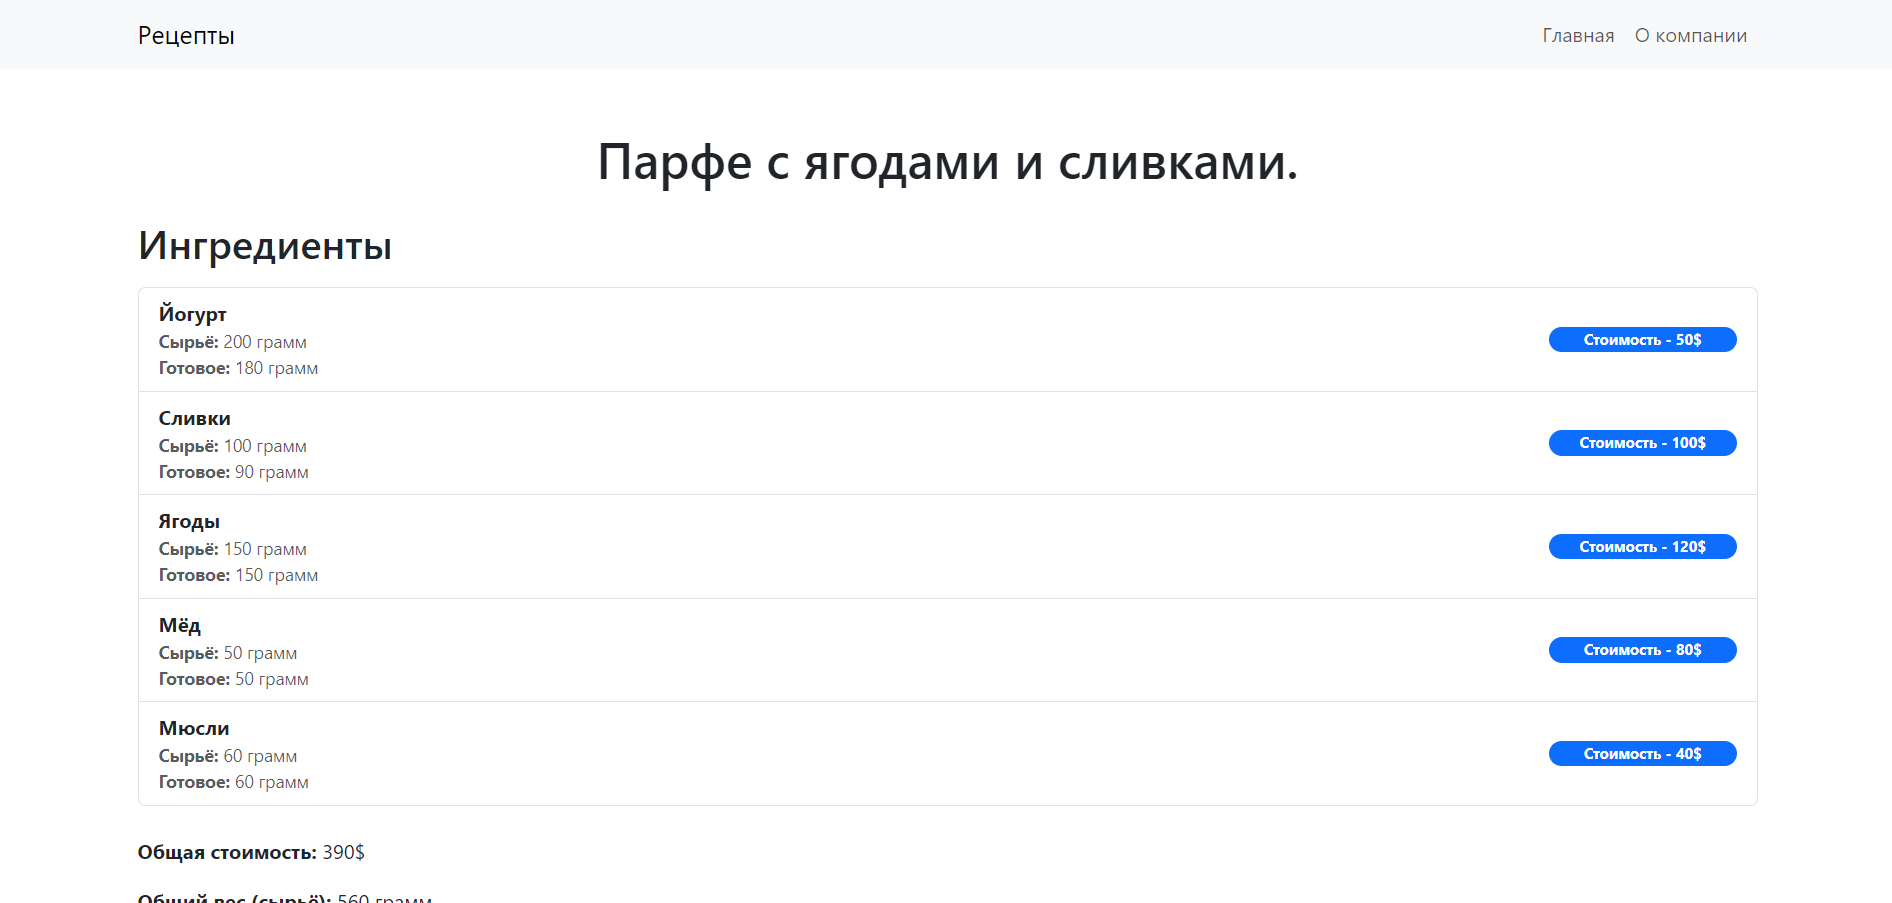 Рецепты
Главная О компании
Парфе с ягодами и сливками.
Ингредиенты
Йогурт
Сырьё: 200 грамм
Готовое: 180 грамм
Стоимость - 50$
Сливки
Сырьё: 100 грамм
Готовое: 90 грамм
Стоимость - 100$
Ягоды
Сырьё: 150 грамм
Готовое: 150 грамм
Стоимость - 120$
Мёд
Сырьё: 50 грамм
Готовое: 50 грамм
Стоимость - 80$
Мюсли
Сырьё: 60 грамм
Готовое: 60 грамм
Стоимость - 40$
Общая стоимость: 390$
Общий вес (сырьё): 560 грамм